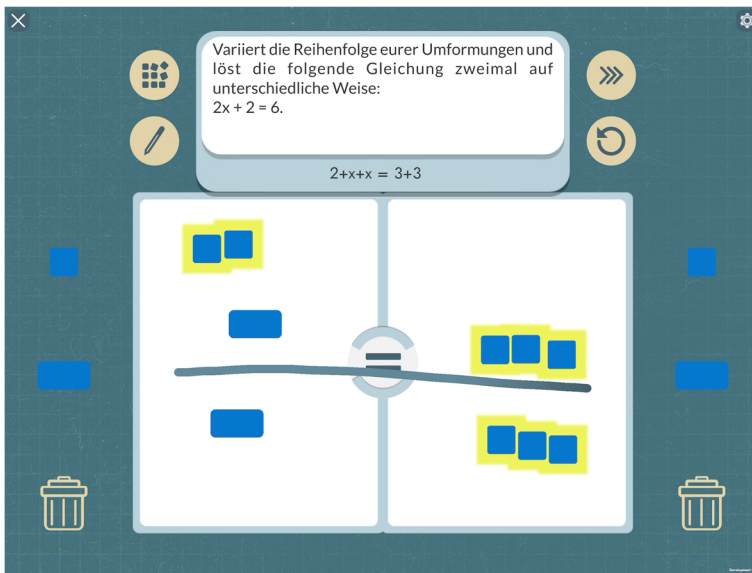 Variiert die Reihenfolge eurer Umformungen und
löst die folgende Gleichung zweimal auf
unterschiedliche Weise:
2x + 2 = 6.
2+x+x = 3+3